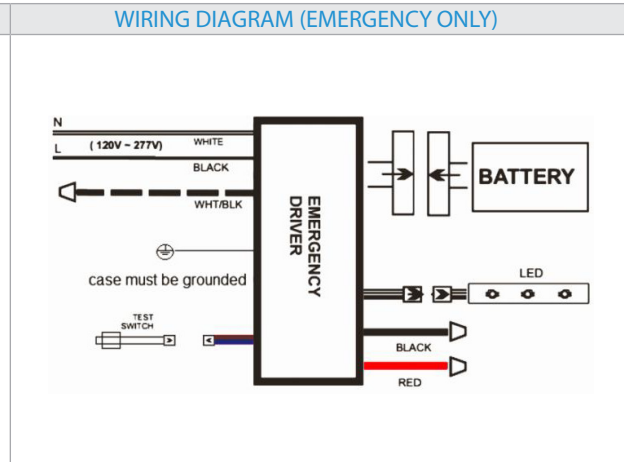 WIRING DIAGRAM (EMERGENCY ONLY)
N
( 120V ~ 277V)
WHITE
L
BLACK
WHT/BLK
case must be grounded
TEST
SWITCH
EMERGENCY
DRIVER
BATTERY
LED
BLACK
RED